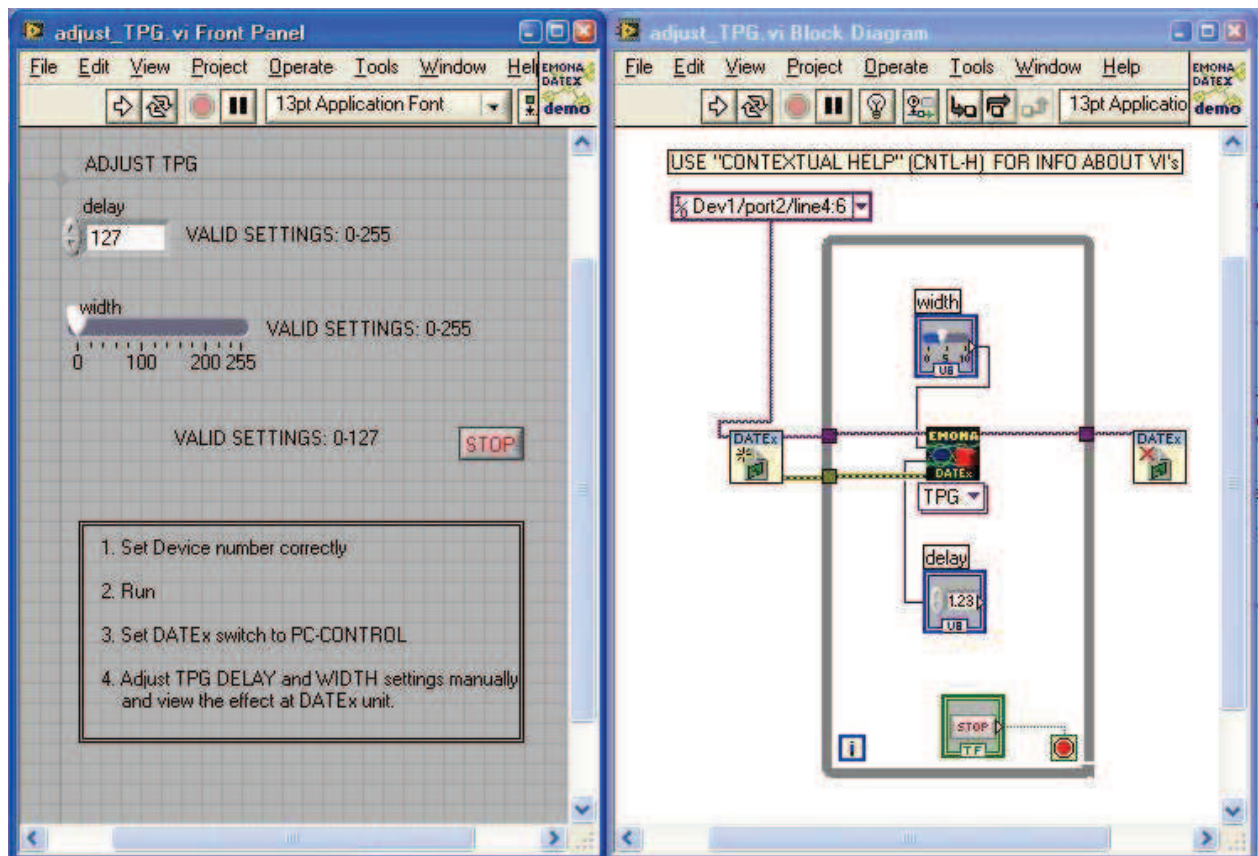 adjust_TPG.vi Front Panel
File Edit View Project Operate Tools Window Hel
EMONA
DATEX
demo
13pt Application Font
ADJUST TPG
delay
127
VALID SETTINGS: 0-255
width
VALID SETTINGS: 0-255
0 100 200 255
VALID SETTINGS: 0-127
STOP
1. Set Device number correctly
2. Run
3. Set DATEx switch to PC-CONTROL
4. Adjust TPG DELAY and WIDTH settings manually
and view the effect at DATEx unit.
adjust_TPG.vi Block Diagram
File Edit View Project Operate Tools Window Help
EMONA
DATEX
demo
13pt Applicatio
USE "CONTEXTUAL HELP" (CNTL-H) FOR INFO ABOUT VI's
I/O Dev1/port2/line4:6
width
0 5 10
U8
DATEx
EMONA
DATEx
DATEx
TPG
delay
1.23
U8
STOP
TF
i